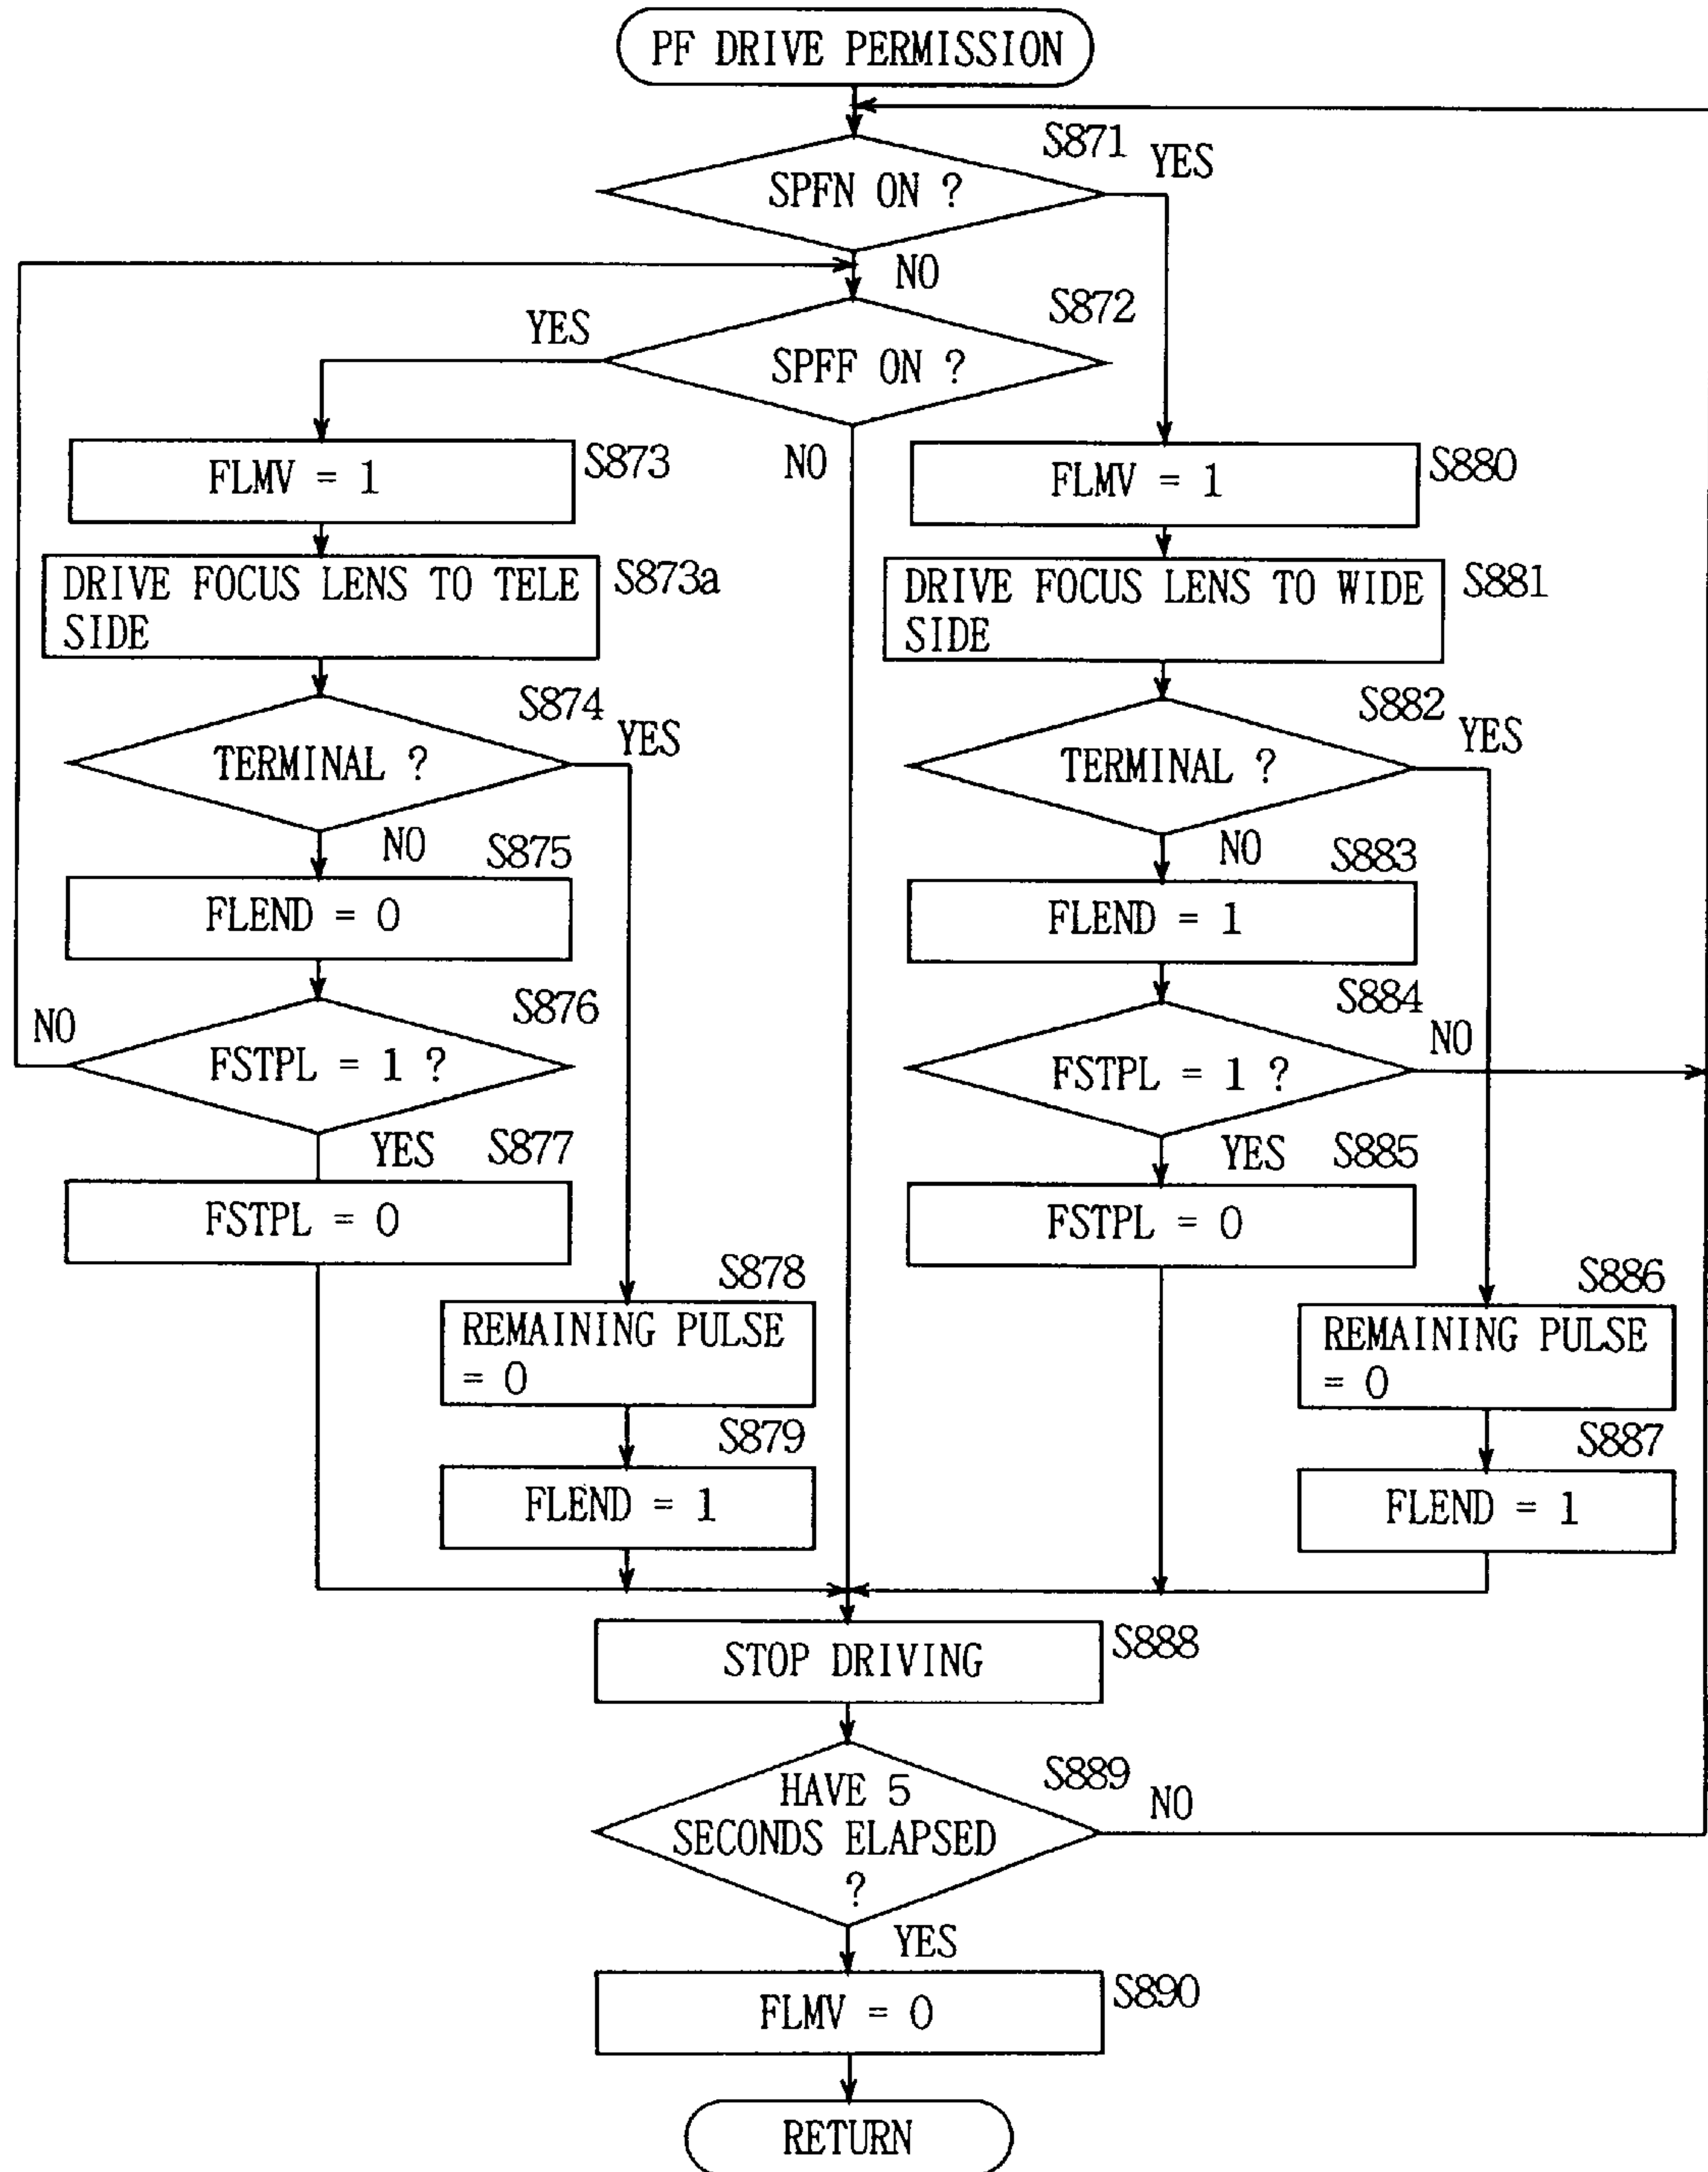 PF DRIVE PERMISSION
S871
YES
SPFN ON ?
NO
S872
YES
SPFF ON ?
NO
FLMV = 1
S873
DRIVE FOCUS LENS TO TELE
SIDE
S873a
S874
YES
TERMINAL ?
NO
S875
FLEND = 0
S876
NO
FSTPL = 1 ?
YES
S877
FSTPL = 0
S878
REMAINING PULSE
= 0
S879
FLEND = 1
FLMV = 1
S880
DRIVE FOCUS LENS TO WIDE
SIDE
S881
S882
YES
TERMINAL ?
NO
S883
FLEND = 1
S884
NO
FSTPL = 1 ?
YES
S885
FSTPL = 0
S886
REMAINING PULSE
= 0
S887
FLEND = 1
STOP DRIVING
S888
S889
HAVE 5
SECONDS ELAPSED
?
NO
YES
FLMV = 0
S890
RETURN